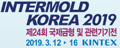 INTERMOLD
KOREA 2019
제24회 국제금형 및 관련기기전
2019. 3. 12 ▸ 16 KINTEX